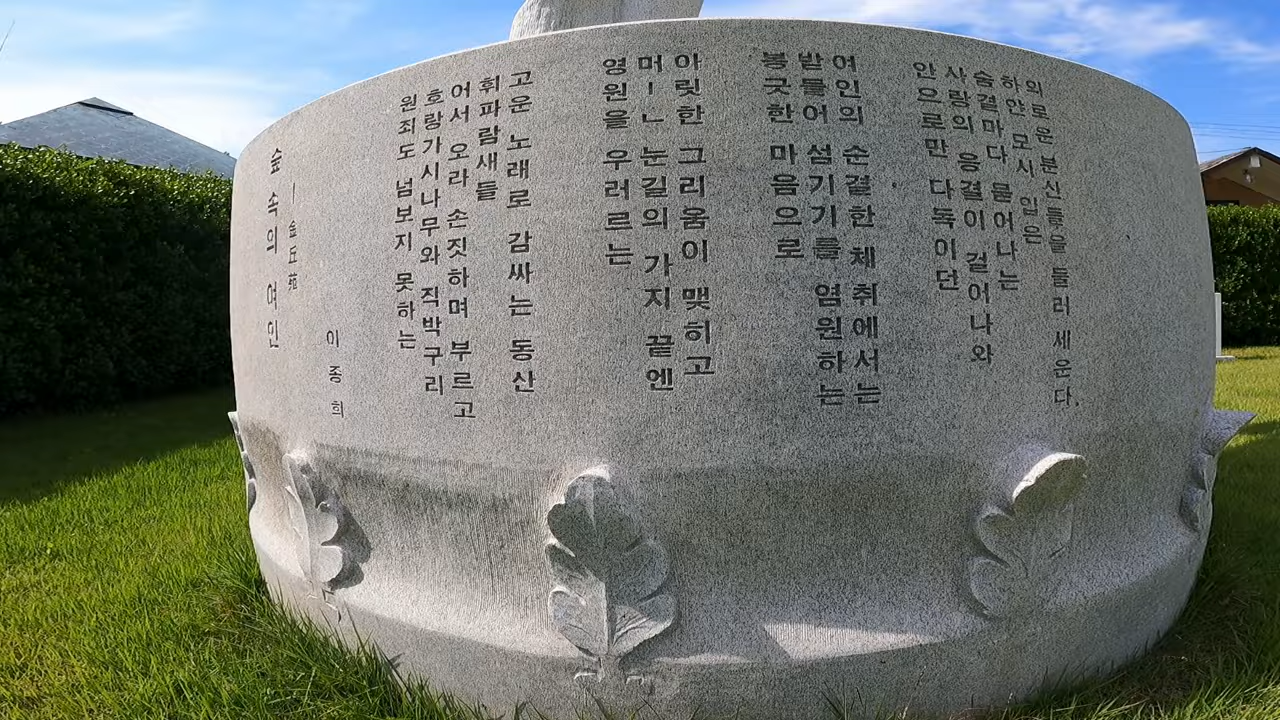 숲 속의 여인
—金丘苑
이종희
원죄도 넘보지 못하는
호랑가시나무와 직박구리
어서 오라 손짓하며 부르고
휘파람새들
고운 노래로 감싸는 동산
영원을 우러르는
머ㅣㄴ 눈길의 가지 끝엔
아릿한 그리움이 맺히고
봉긋한 마음으로
받들어 섬기기를 염원하는
여인의 순결한 체취에서는
안으로만 다독이던
사랑의 응결이 걸어나와
숨결마다 묻어나는
하얀 모시 입은
의로운 분신들을 둘러 세운다.